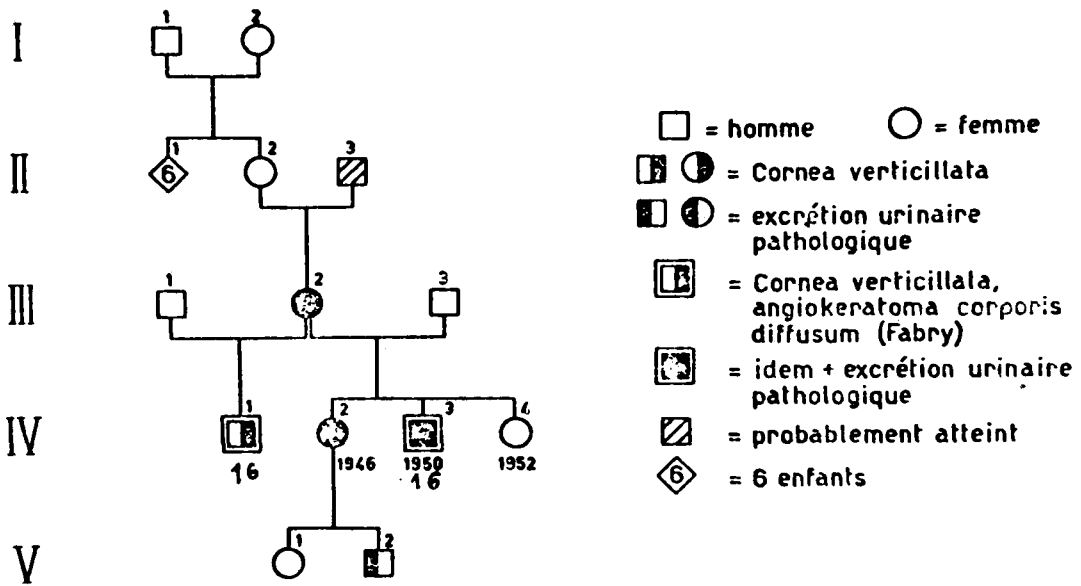 I
1 2
II
1 2 3
6
III
1 2 3
IV
1 2 3 4
16 1946 1950 1952
16
V
1 2
= homme = femme
= Cornea verticillata
= excrétion urinaire
pathologique
= Cornea verticillata,
angiokeratoma corporis
diffusum (Fabry)
= idem + excrétion urinaire
pathologique
= probablement atteint
6 = 6 enfants